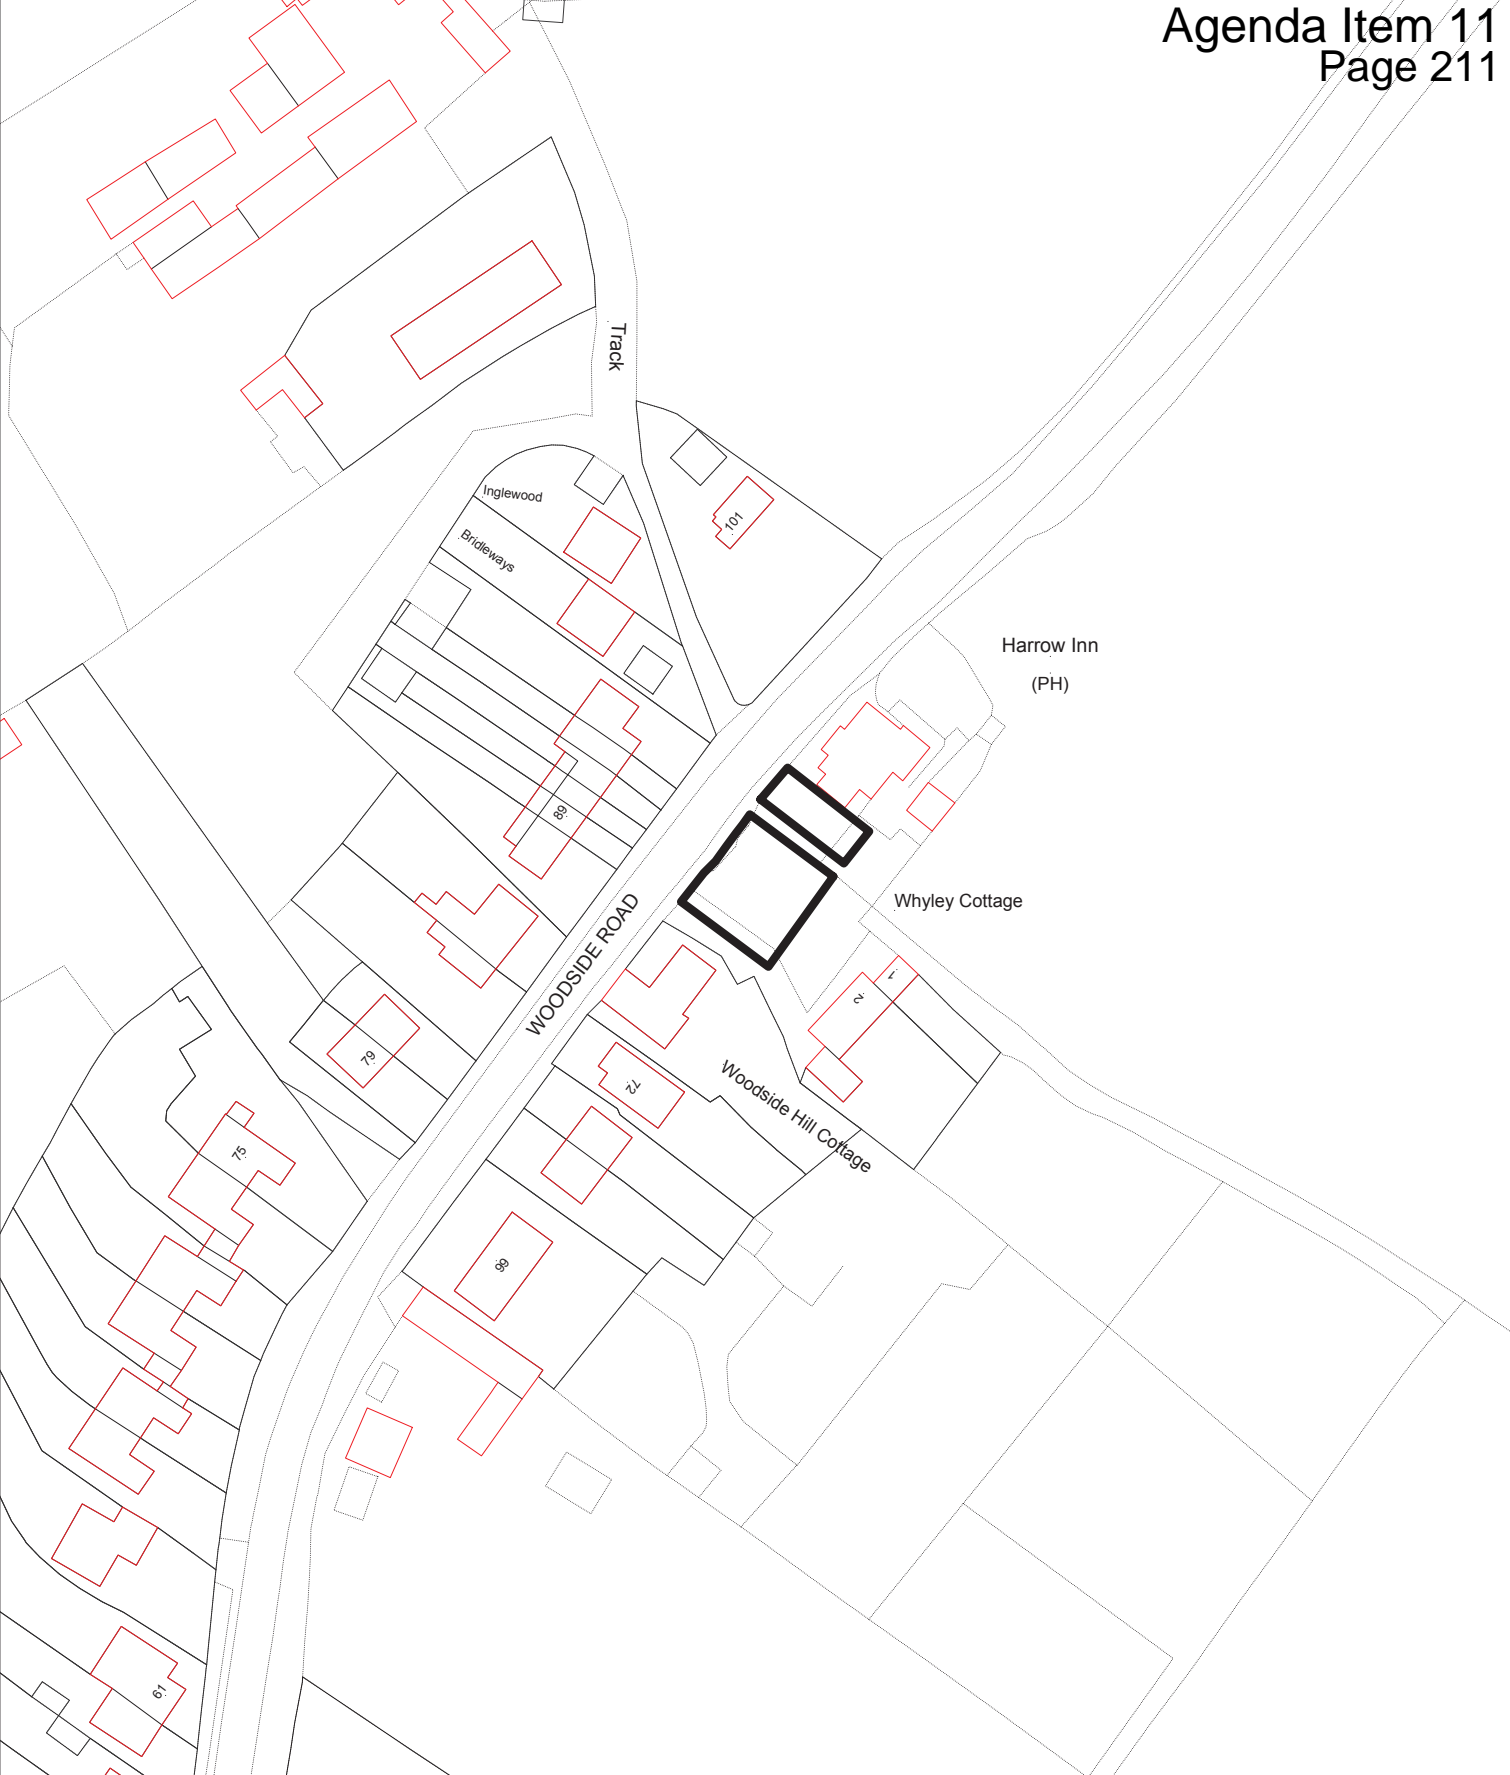 Agenda Item 11
Page 211
Track
Inglewood
101
Bridleways
Harrow Inn
(PH)
89
Whyley Cottage
WOODSIDE ROAD
1
2
79
Woodside Hill Cottage
72
75
66
61